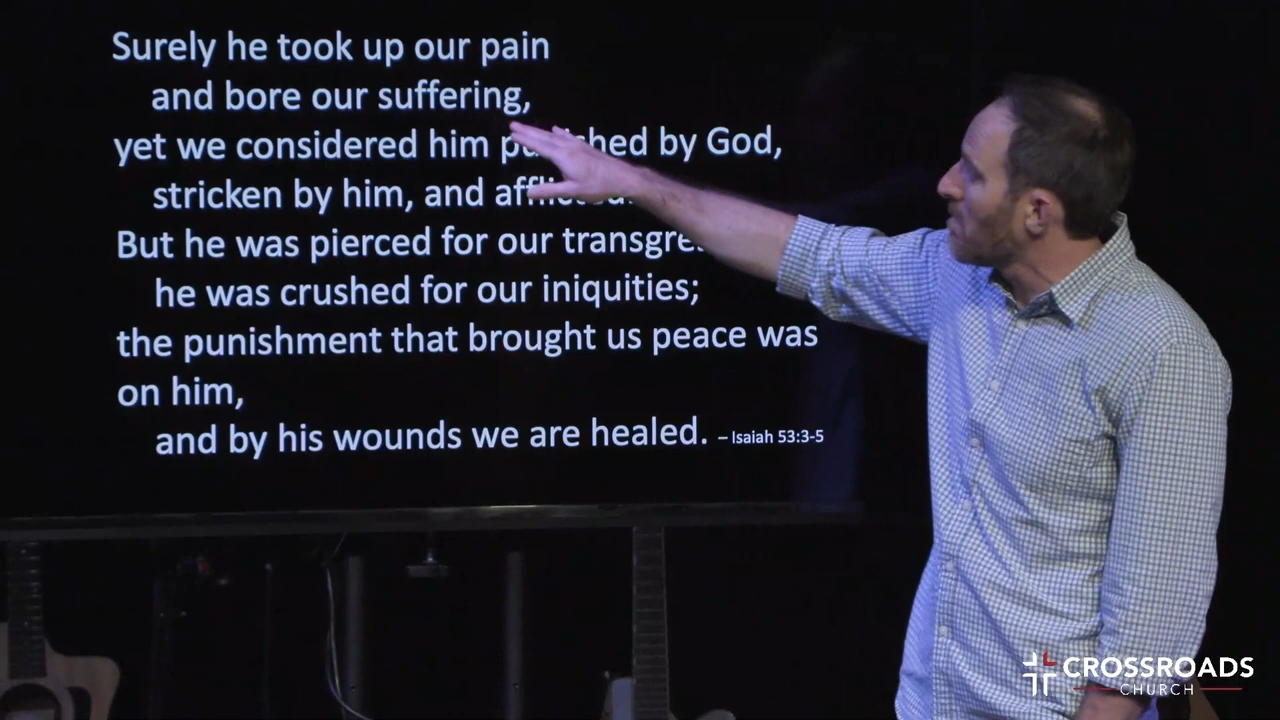 Surely he took up our pain
and bore our suffering,
yet we considered him by God,
stricken by him, and
But he was pierced for our
he was crushed for our iniquities;
the punishment that brought us peace was
on him,
and by his wounds we are healed. – Isaiah 53:3-5
CROSSROADS
CHURCH